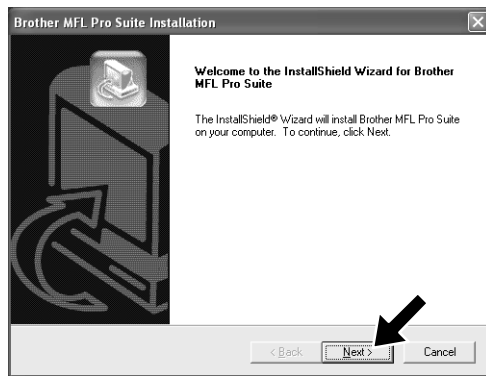 Brother MFL Pro Suite Installation
Welcome to the InstallShield Wizard for Brother
MFL Pro Suite
The InstallShield® Wizard will install Brother MFL Pro Suite
on your computer. To continue, click Next.
< Back
Next >
Cancel